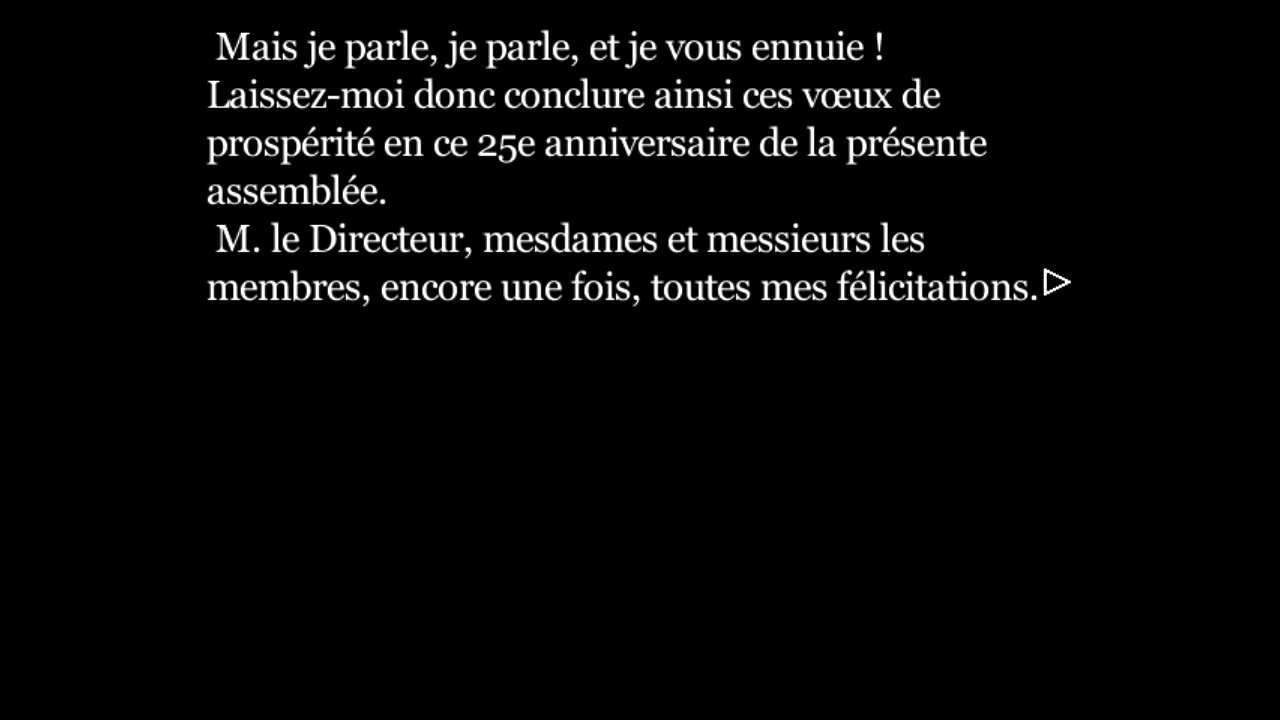 Mais je parle, je parle, et je vous ennuie !
Laissez-moi donc conclure ainsi ces vœux de
prospérité en ce 25e anniversaire de la présente
assemblée.
M. le Directeur, mesdames et messieurs les
membres, encore une fois, toutes mes félicitations.